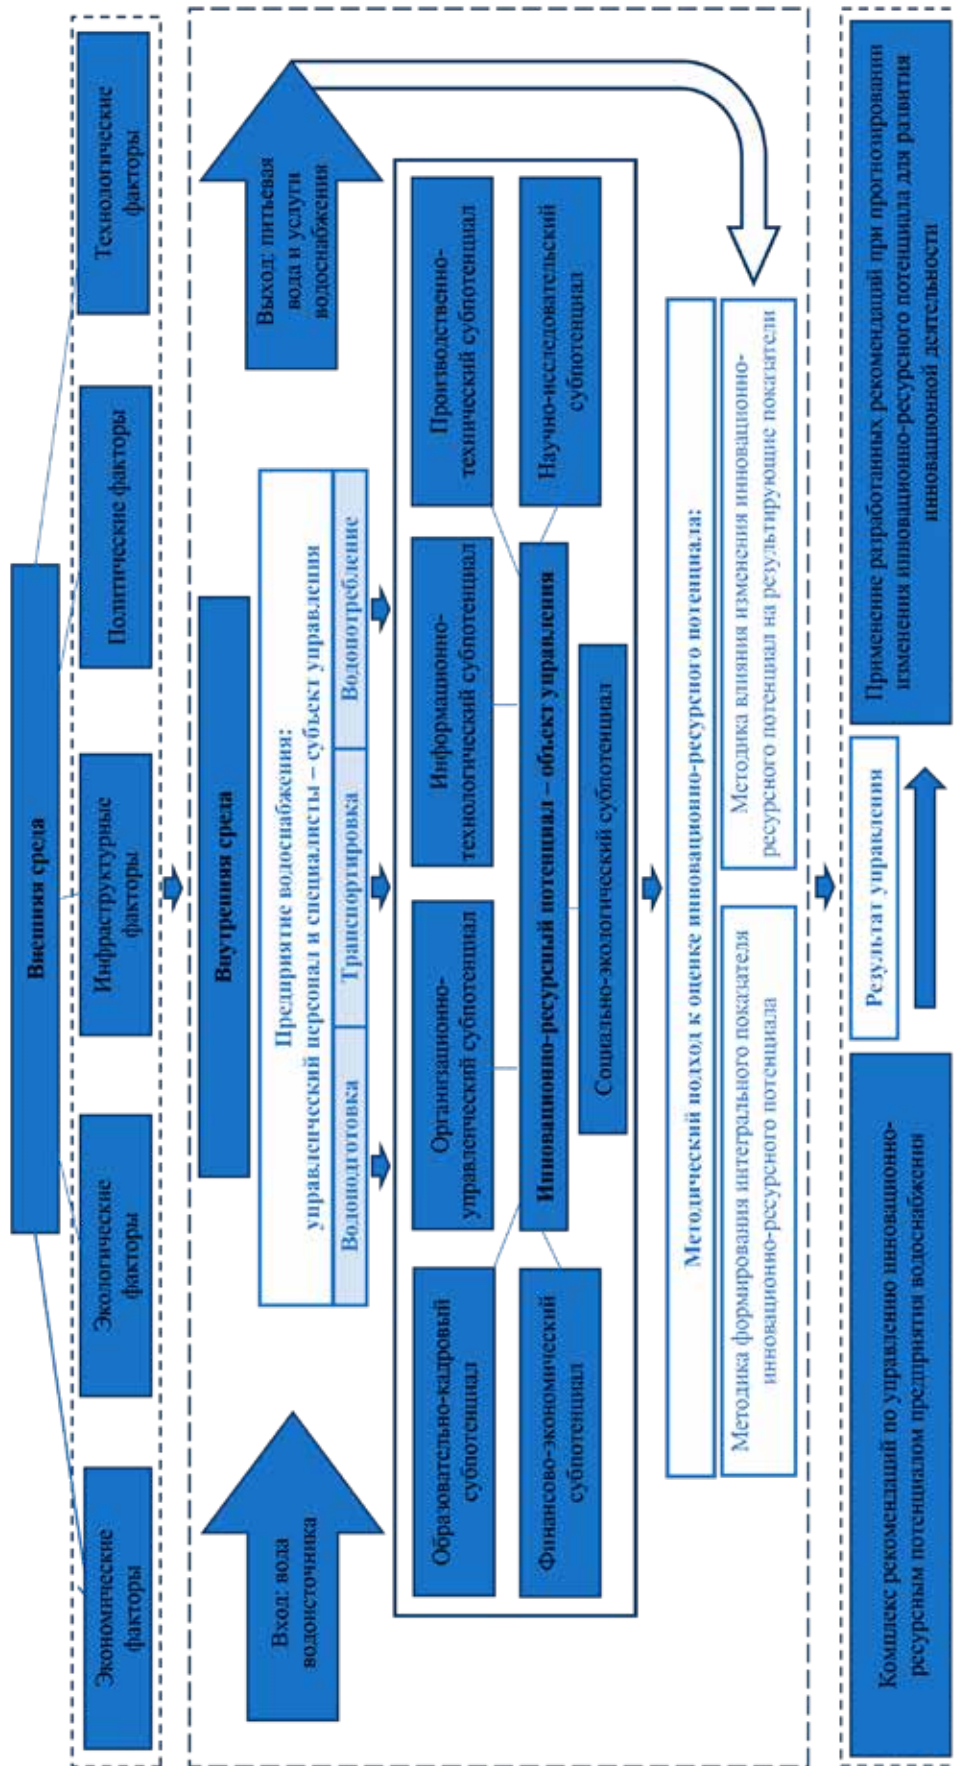 Внешняя среда
Экономические
факторы
Экологические
факторы
Инфраструктурные
факторы
Политические факторы
Технологические
факторы
Внутренняя среда
Вход: вода
водоисточника
Предприятие водоснабжения:
управленческий персонал и специалисты – субъект управления
Водоподготовка
Транспортировка
Водопотребление
Выход: питьевая
вода и услуги
водоснабжения
Образовательно-кадровый
субпотенциал
Организационно-
управленческий субпотенциал
Информационно-
технологический субпотенциал
Производственно-
технический субпотенциал
Финансово-экономический
субпотенциал
Инновационно-ресурсный потенциал – объект управления
Научно-исследовательский
субпотенциал
Социально-экологический субпотенциал
Методический подход к оценке инновационно-ресурсного потенциала:
Методика формирования интегрального показателя
инновационно-ресурсного потенциала
Методика влияния изменения инновационно-
ресурсного потенциал на результирующие показатели
Комплекс рекомендаций по управлению инновационно-
ресурсным потенциалом предприятия водоснабжения
Результат управления
Применение разработанных рекомендаций при прогнозировании
изменения инновационно-ресурсного потенциала для развития
инновационной деятельности